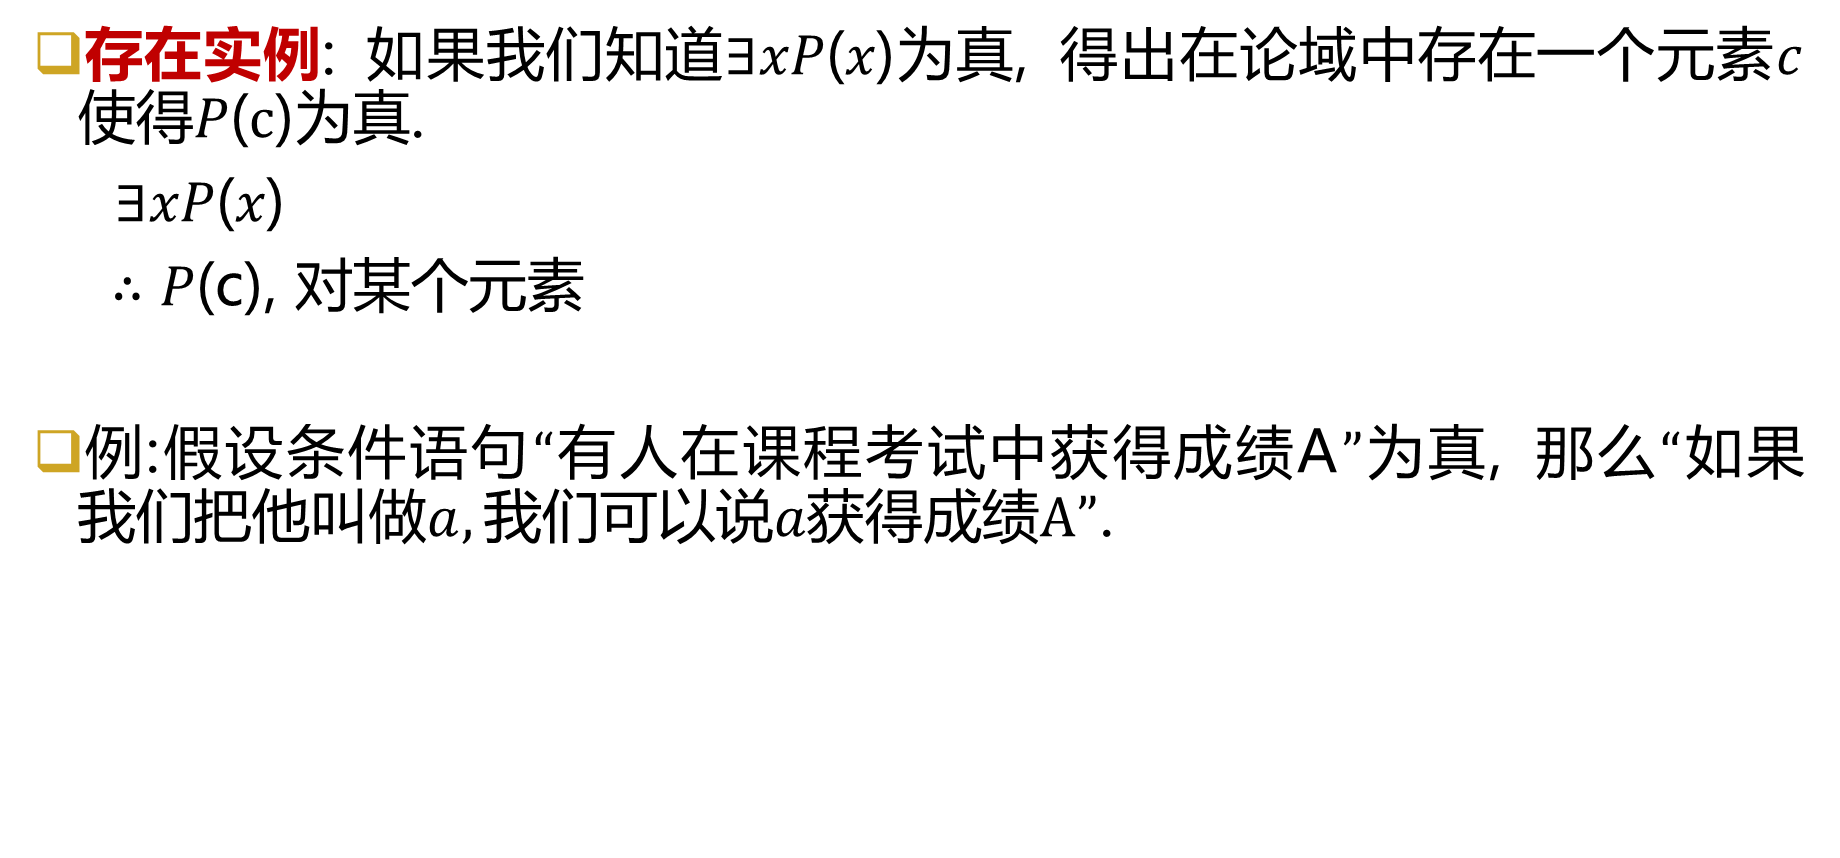 存在实例: 如果我们知道∃xP(x)为真, 得出在论域中存在一个元素c
使得P(c)为真.
∃xP(x)
∴ P(c), 对某个元素
例:假设条件语句“有人在课程考试中获得成绩A”为真, 那么“如果
我们把他叫做a, 我们可以说a获得成绩A”.